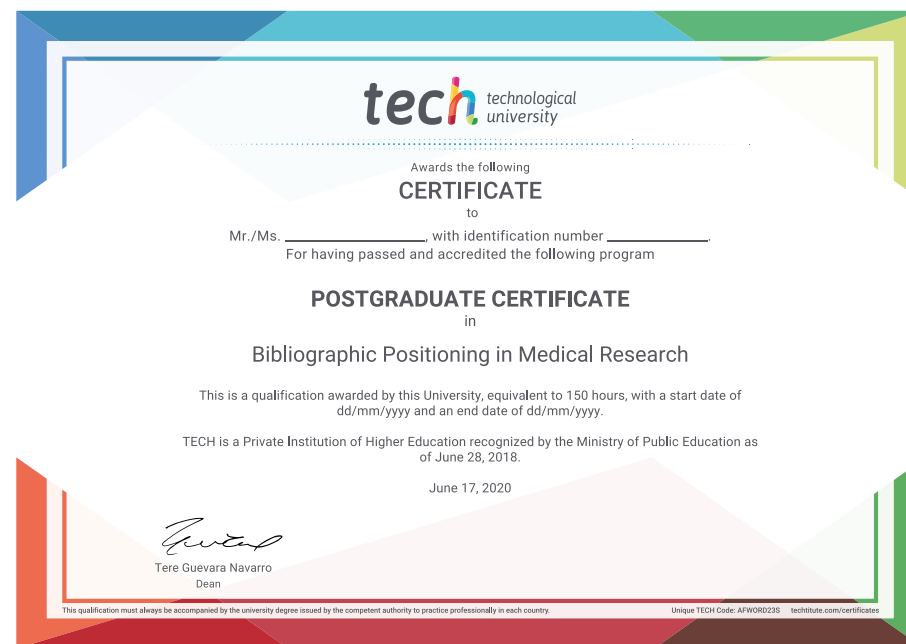 tech technological
university
Awards the following
CERTIFICATE
to
Mr./Ms. ____________________, with identification number ______________.
For having passed and accredited the following program
POSTGRADUATE CERTIFICATE
in
Bibliographic Positioning in Medical Research
This is a qualification awarded by this University, equivalent to 150 hours, with a start date of
dd/mm/yyyy and an end date of dd/mm/yyyy.
TECH is a Private Institution of Higher Education recognized by the Ministry of Public Education as
of June 28, 2018.
June 17, 2020
Tere Guevara Navarro
Dean
This qualification must always be accompanied by the university degree issued by the competent authority to practice professionally in each country.
Unique TECH Code: AFWORD23S techtitute.com/certificates